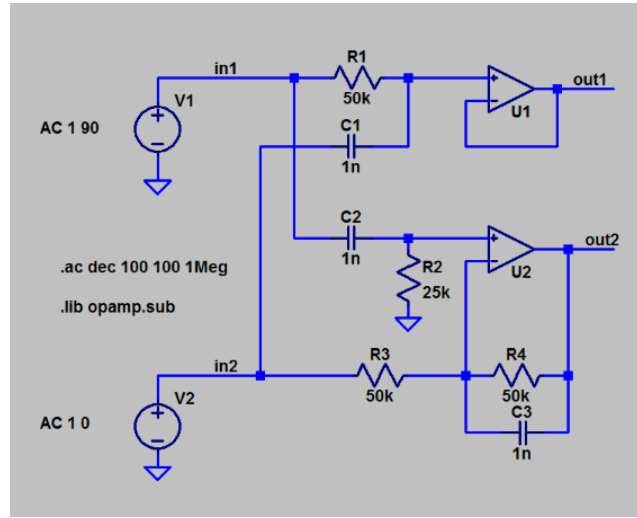 in1
R1
50k
out1
V1
U1
AC 1 90
C1
1n
C2
1n
out2
.ac dec 100 100 1Meg
R2
25k
U2
.lib opamp.sub
in2
R3
50k
R4
50k
V2
C3
1n
AC 1 0